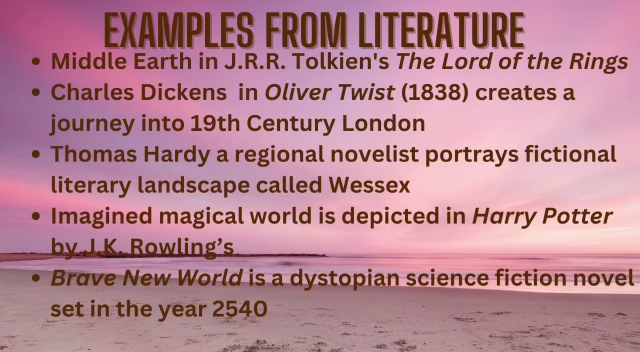 EXAMPLES FROM LITERATURE
• Middle Earth in J.R.R. Tolkien's The Lord of the Rings
• Charles Dickens  in Oliver Twist (1838) creates a
journey into 19th Century London
• Thomas Hardy a regional novelist portrays fictional
literary landscape called Wessex
• Imagined magical world is depicted in Harry Potter
by J.K. Rowling’s
• Brave New World is a dystopian science fiction novel
set in the year 2540